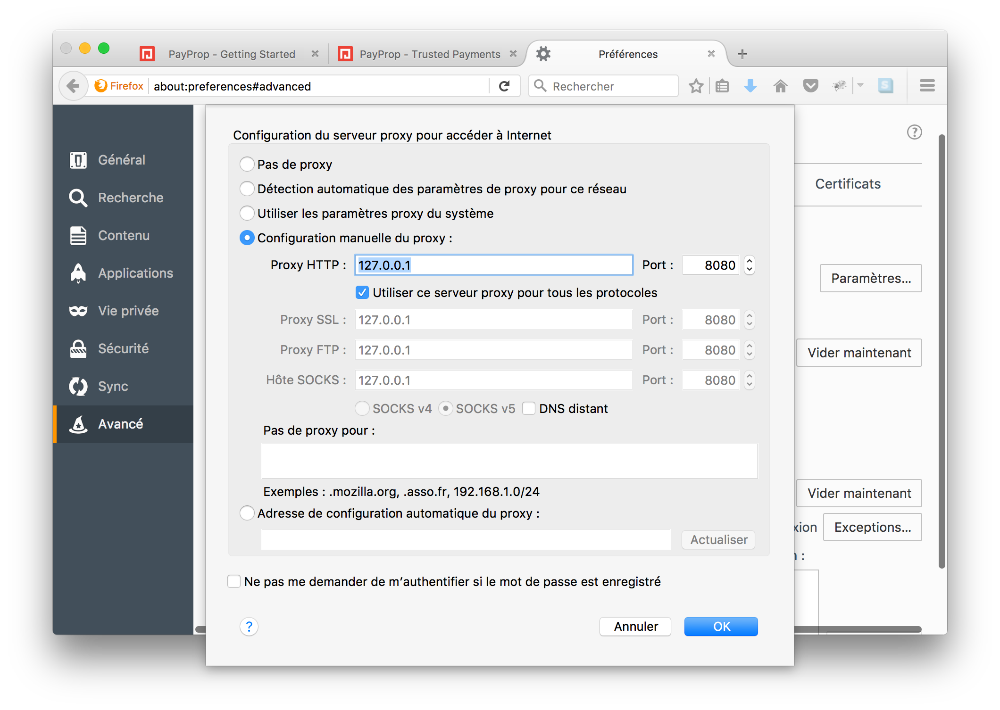 PayProp - Getting Started
PayProp - Trusted Payments
Préférences
Firefox
about:preferences#advanced
Rechercher
S
Général
Recherche
Contenu
Applications
Vie privée
Sécurité
Sync
Avancé
Configuration du serveur proxy pour accéder à Internet
Pas de proxy
Détection automatique des paramètres de proxy pour ce réseau
Utiliser les paramètres proxy du système
Configuration manuelle du proxy :
Proxy HTTP : 127.0.0.1 Port : 8080
Utiliser ce serveur proxy pour tous les protocoles
Proxy SSL : 127.0.0.1 Port : 8080
Proxy FTP : 127.0.0.1 Port : 8080
Hôte SOCKS : 127.0.0.1 Port : 8080
SOCKS v4 SOCKS v5 DNS distant
Pas de proxy pour :
Exemples : .mozilla.org, .asso.fr, 192.168.1.0/24
Adresse de configuration automatique du proxy :
Actualiser
Ne pas me demander de m’authentifier si le mot de passe est enregistré
?
Annuler
OK
?
Certificats
Paramètres...
Vider maintenant
Vider maintenant
xion
Exceptions...
: